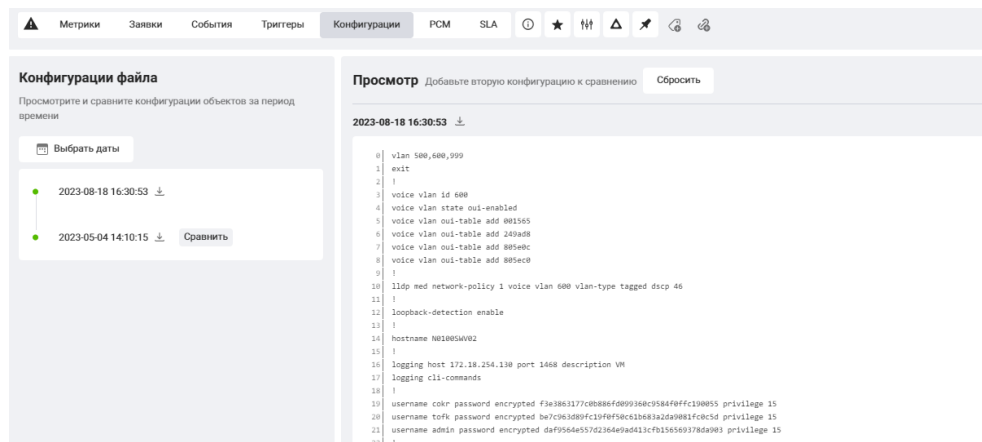 Метрики Заявки События Триггеры Конфигурации РСМ SLA
Конфигурации файла
Просмотрите и сравните конфигурации объектов за период
времени
Выбрать даты
2023-08-18 16:30:53
2023-05-04 14:10:15 Сравнить
Просмотр Добавьте вторую конфигурацию к сравнению Сбросить
2023-08-18 16:30:53
0 vlan 500,600,999
1 exit
2 !
3 voice vlan id 600
4 voice vlan state oui-enabled
5 voice vlan oui-table add 001565
6 voice vlan oui-table add 249ad8
7 voice vlan oui-table add 805e0c
8 voice vlan oui-table add 805ec0
9 !
10 lldp med network-policy 1 voice vlan 600 vlan-type tagged dscp 46
11 !
12 loopback-detection enable
13 !
14 hostname N0100SWV02
15 !
16 logging host 172.18.254.130 port 1468 description VM
17 logging cli-commands
18 !
19 username cokr password encrypted f3e3863177c0b886fd099360c9584f0ffc190055 privilege 15
20 username tofk password encrypted be7c963d89fc19f0f50c61b683a2da9081fc0c5d privilege 15
21 username admin password encrypted daf9564e557d2364e9ad413cfb156569378da903 privilege 15